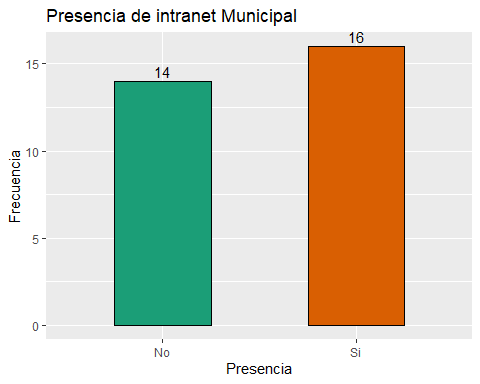 Presencia de intranet Municipal
14
16
15
10
5
0
Frecuencia
No
Si
Presencia